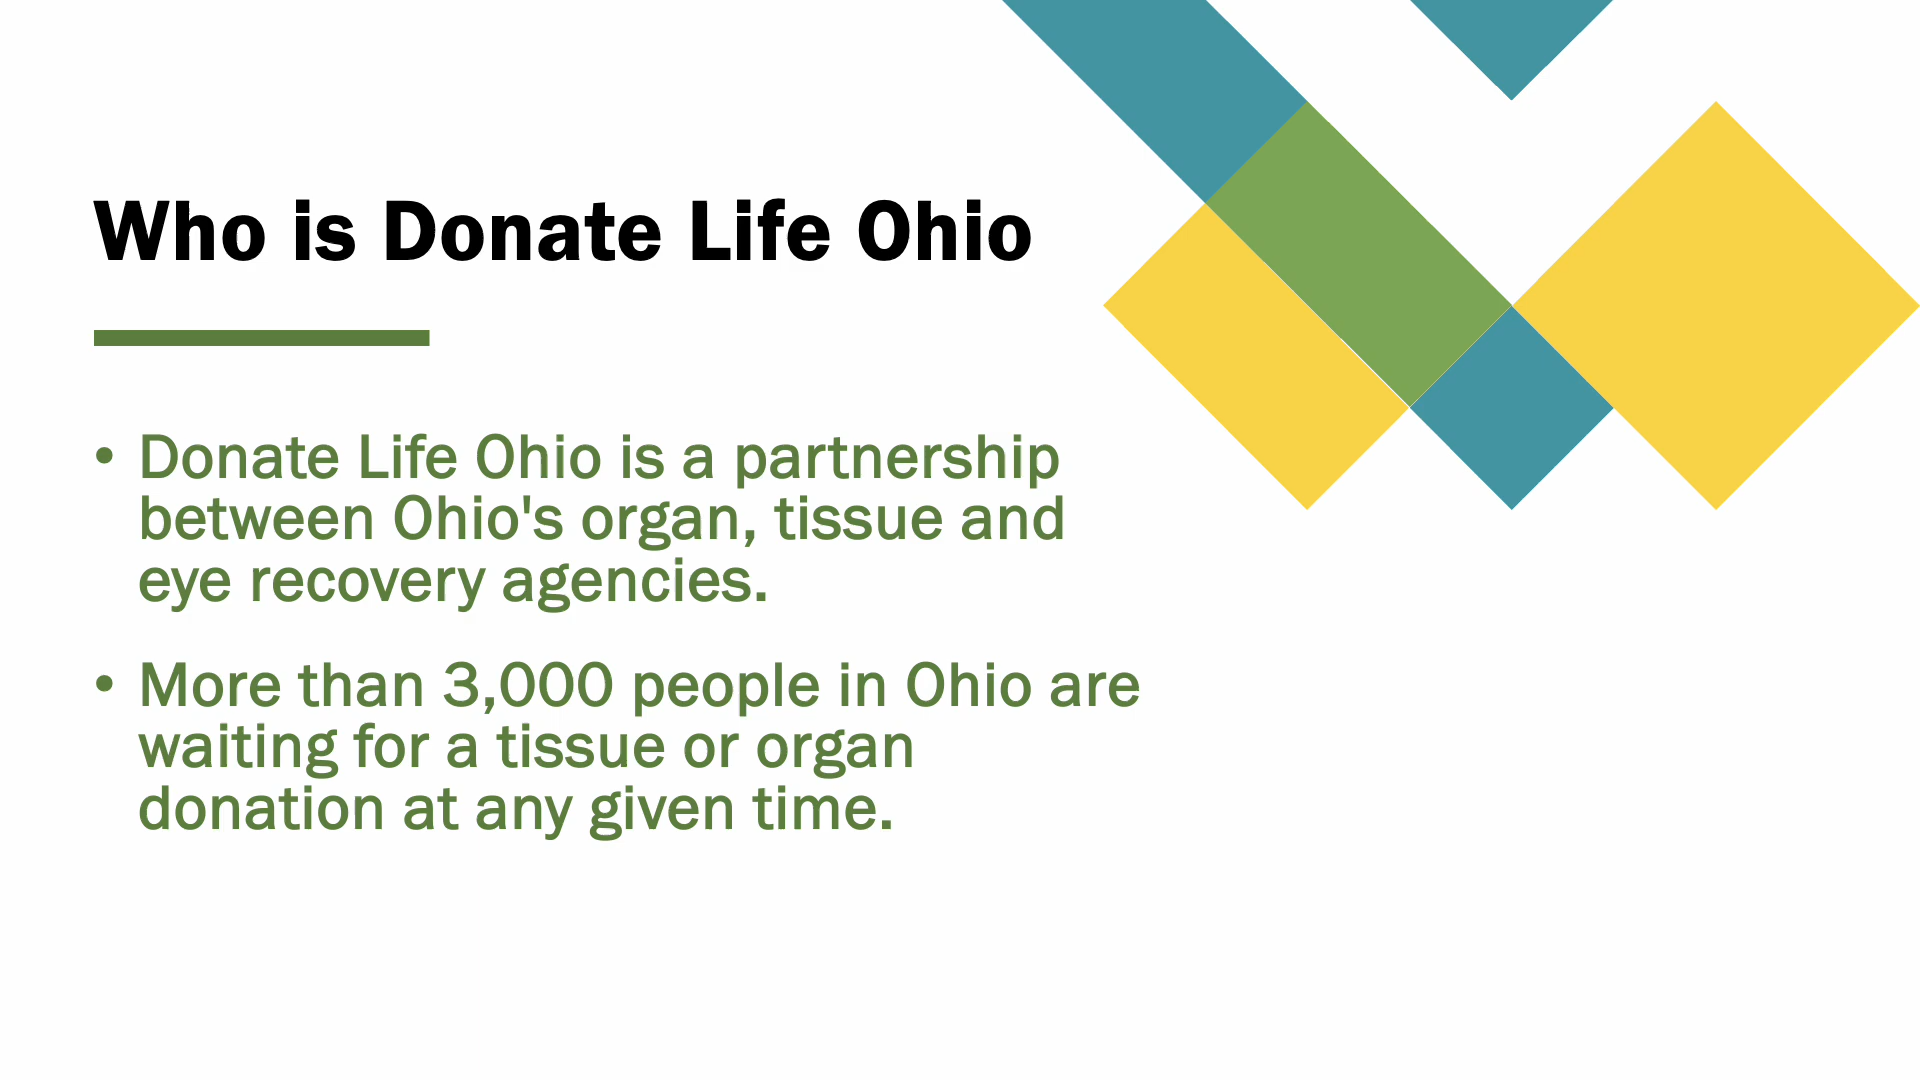 Who is Donate Life Ohio
• Donate Life Ohio is a partnership
between Ohio's organ, tissue and
eye recovery agencies.
• More than 3,000 people in Ohio are
waiting for a tissue or organ
donation at any given time.